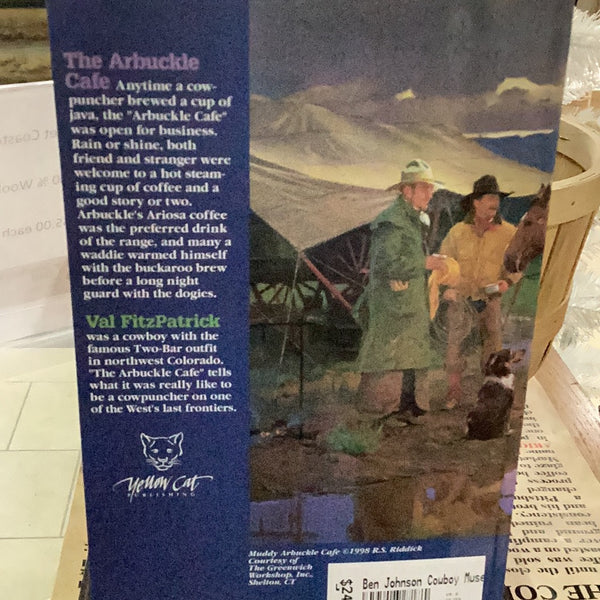 The Arbuckle
Cafe Anytime a cow-
puncher brewed a cup of
java, the "Arbuckle Cafe"
was open for business.
Rain or shine, both
friend and stranger were
welcome to a hot steam-
ing cup of coffee and a
good story or two.
Arbuckle's Ariosa coffee
was the preferred drink
of the range, and many a
waddie warmed himself
with the buckaroo brew
before a long night
guard with the dogies.
Val FitzPatrick
was a cowboy with the
famous Two-Bar outfit
in northwest Colorado.
"The Arbuckle Cafe" tells
what it was really like to
be a cowpuncher on one
of the West's last frontiers.
Yellow Cat
PUBLISHING
Muddy Arbuckle Cafe ©1998 R.S. Riddick
Courtesy of
The Greenwich
Workshop, Inc.,
Shelton, CT
Ben Johnson Cowboy Muse
$24
THE CO